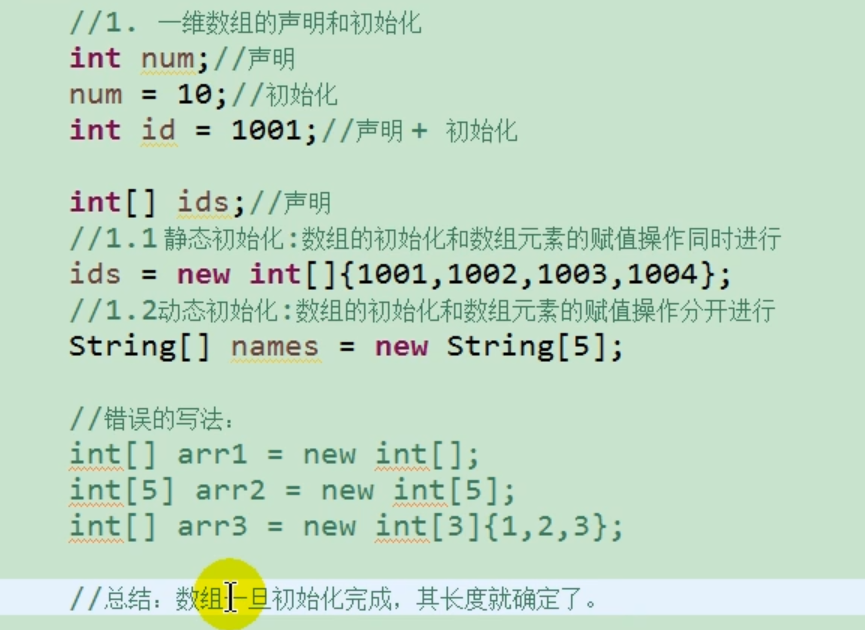 //1. 一维数组的声明和初始化
int num;//声明
num = 10;//初始化
int id = 1001;//声明 + 初始化
int[] ids;//声明
//1.1 静态初始化:数组的初始化和数组元素的赋值操作同时进行
ids = new int[]{1001,1002,1003,1004};
//1.2动态初始化:数组的初始化和数组元素的赋值操作分开进行
String[] names = new String[5];
//错误的写法：
int[] arr1 = new int[];
int[5] arr2 = new int[5];
int[] arr3 = new int[3]{1,2,3};
//总结：数组一旦初始化完成，其长度就确定了。